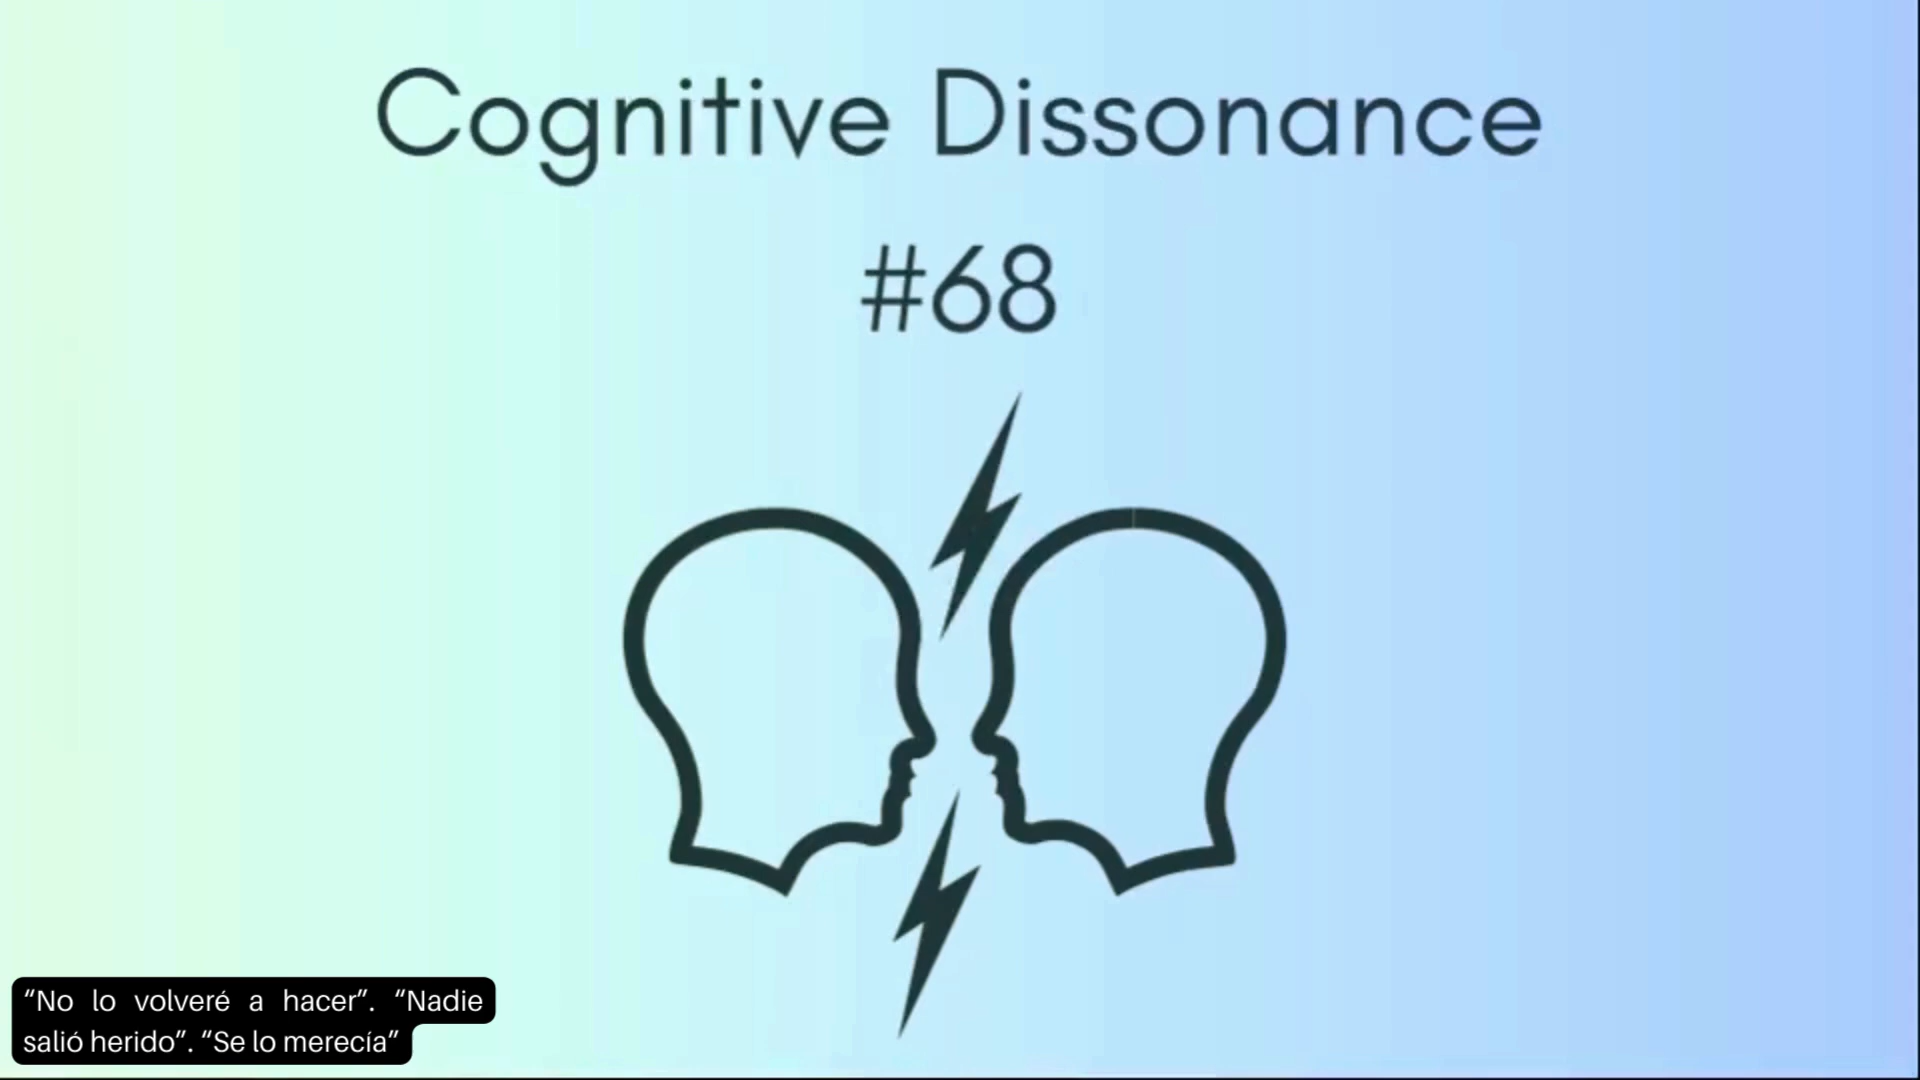 Cognitive Dissonance
#68
“No lo volveré a hacer”. “Nadie
salió herido”. “Se lo merecía”